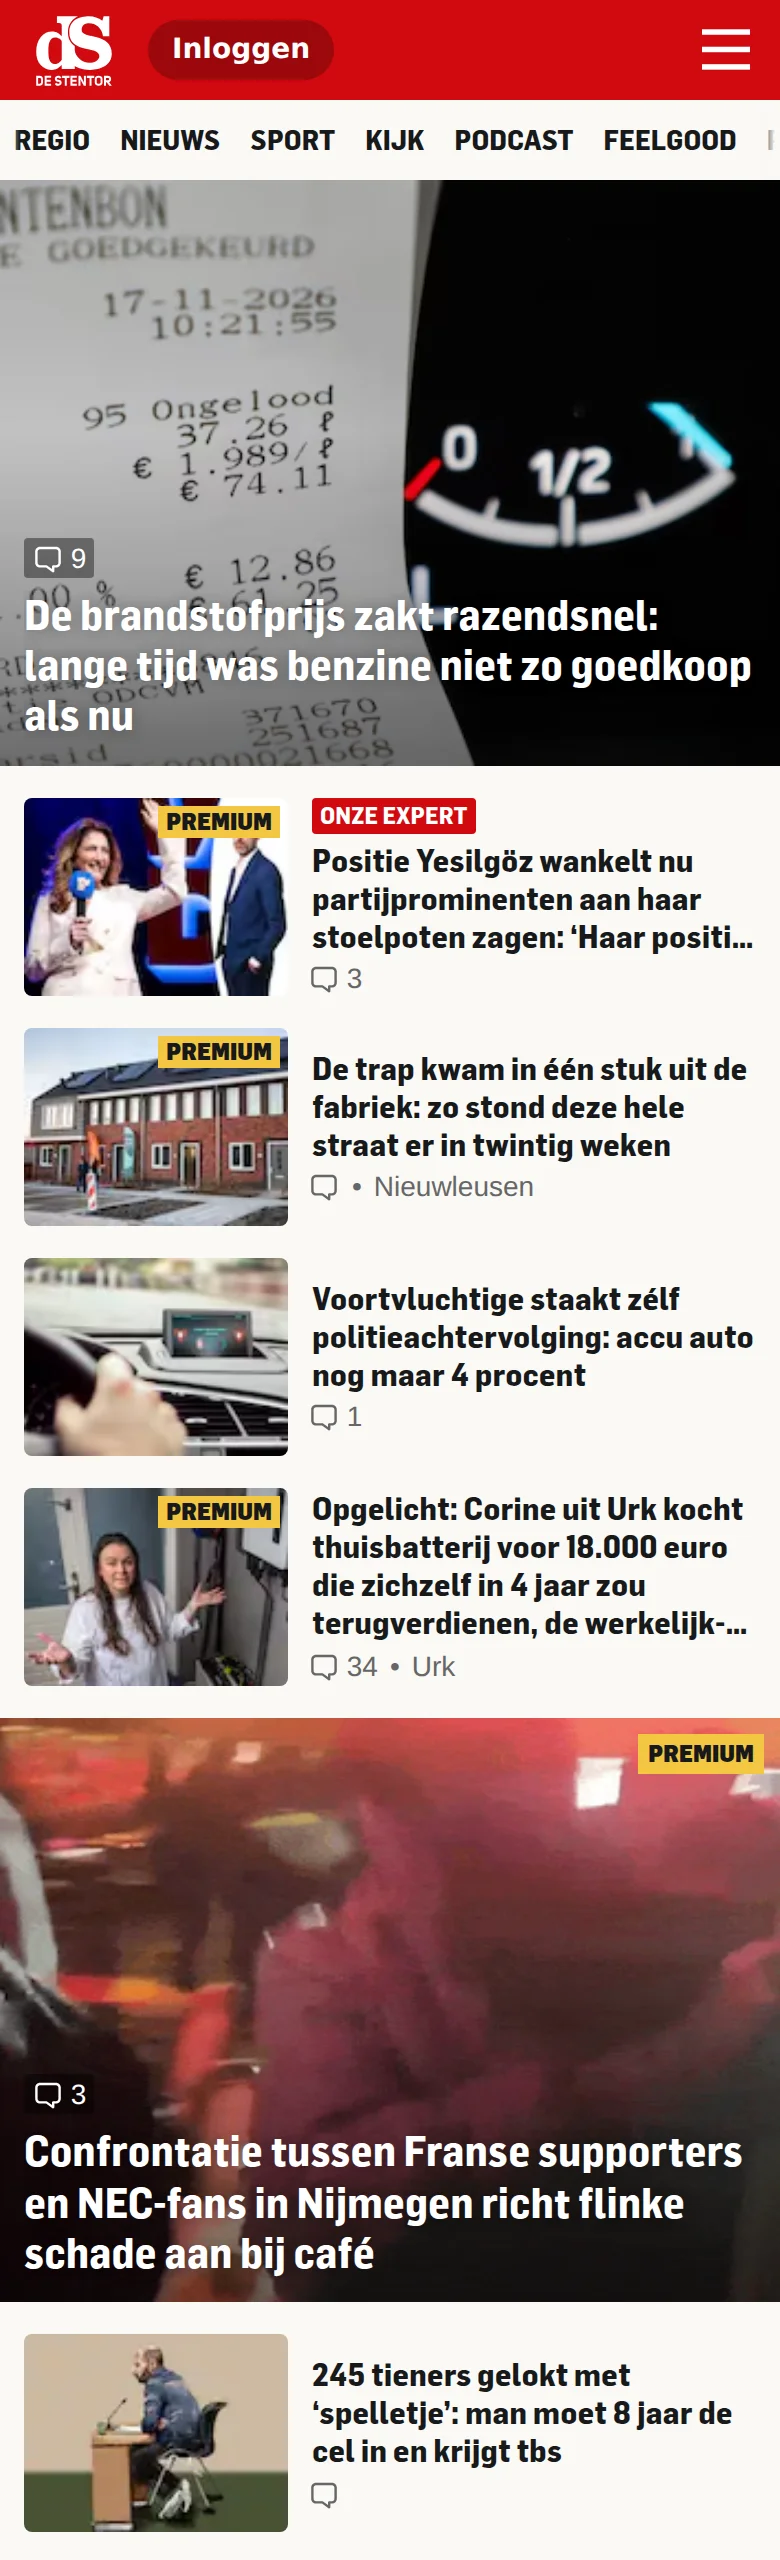 dS
DE STENTOR
Inloggen
REGIO NIEUWS SPORT KIJK PODCAST FEELGOOD
NTENBON
E GOEDGEKEURD
17-11-2026
10:21:55
95 Ongelood
37.26 ℓ
€ 1.989/ℓ
€ 74.11
0 1/2 1
9
.00 % € 12.86
€ 61.25
De brandstofprijs zakt razendsnel:
lange tijd was benzine niet zo goedkoop
als nu
371670
251687
0000021668
PREMIUM
ONZE EXPERT
Positie Yesilgöz wankelt nu
partijprominenten aan haar
stoelpoten zagen: ‘Haar positi...
3
PREMIUM
De trap kwam in één stuk uit de
fabriek: zo stond deze hele
straat er in twintig weken
• Nieuwleusen
Voortvluchtige staakt zélf
politieachtervolging: accu auto
nog maar 4 procent
1
PREMIUM
Opgelicht: Corine uit Urk kocht
thuisbatterij voor 18.000 euro
die zichzelf in 4 jaar zou
terugverdienen, de werkelijk-...
34 • Urk
PREMIUM
3
Confrontatie tussen Franse supporters
en NEC-fans in Nijmegen richt flinke
schade aan bij café
245 tieners gelokt met
‘spelletje’: man moet 8 jaar de
cel in en krijgt tbs